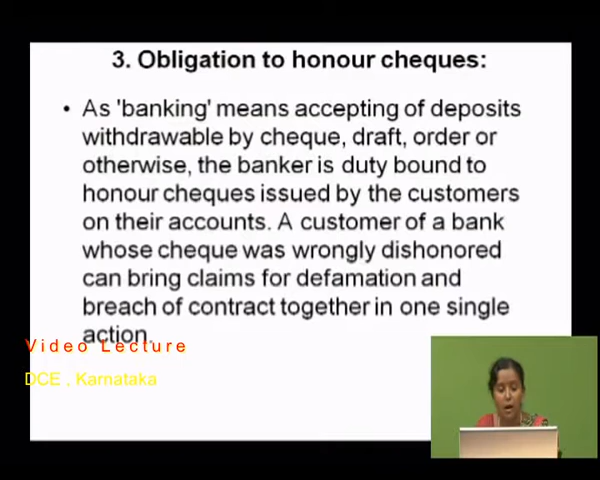 3. Obligation to honour cheques:
• As 'banking' means accepting of deposits
withdrawable by cheque, draft, order or
otherwise, the banker is duty bound to
honour cheques issued by the customers
on their accounts. A customer of a bank
whose cheque was wrongly dishonored
can bring claims for defamation and
breach of contract together in one single
action.
Video Lecture
DCE , Karnataka